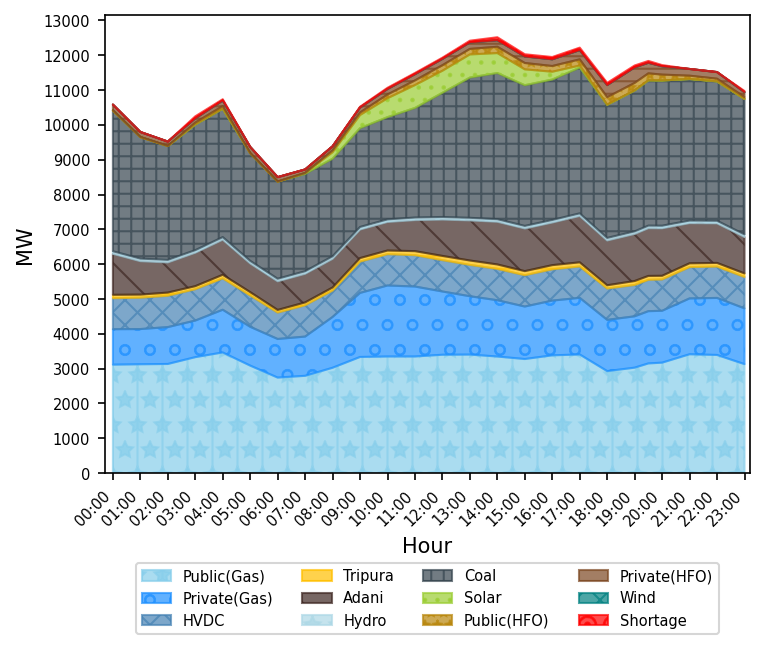 13000
12000
11000
10000
9000
8000
7000
6000
5000
4000
3000
2000
1000
0
MW
00:00 01:00 02:00 03:00 04:00 05:00 06:00 07:00 08:00 09:00 10:00 11:00 12:00 13:00 14:00 15:00 16:00 17:00 18:00 19:00 20:00 21:00 22:00 23:00
Hour
Public(Gas) Tripura Coal Private(HFO)
Private(Gas) Adani Solar Wind
HVDC Hydro Public(HFO) Shortage